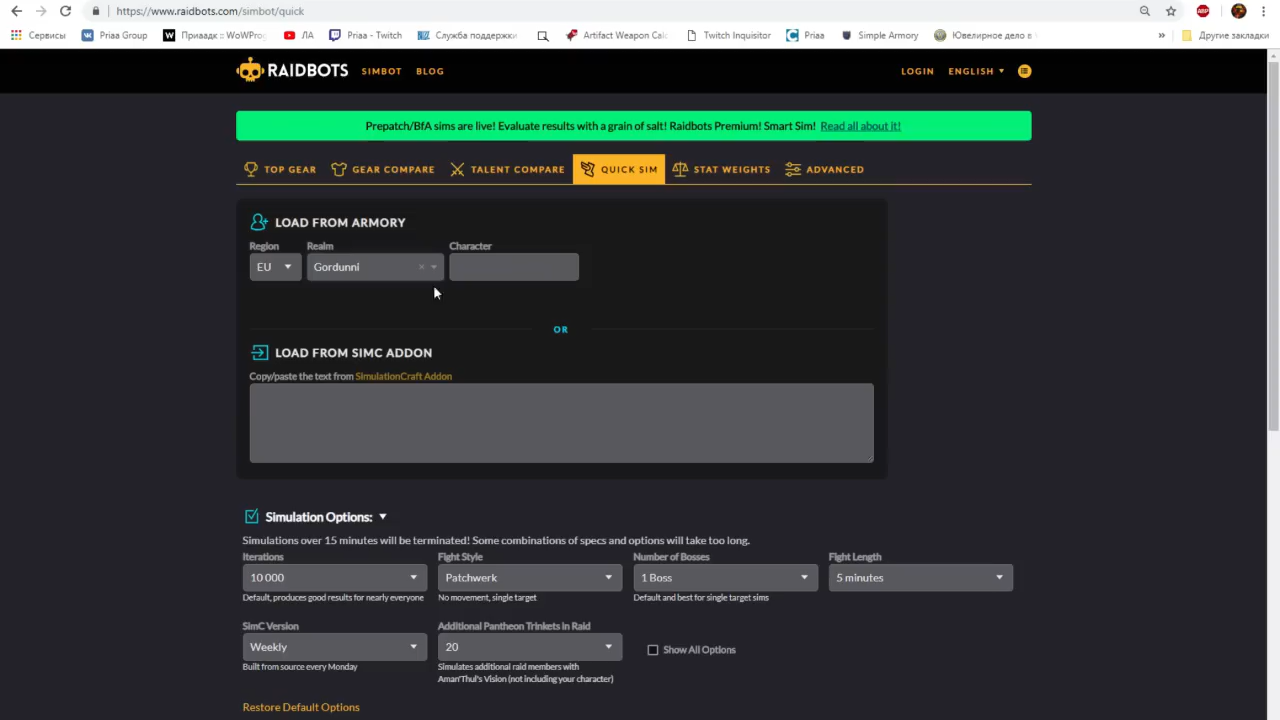 https://www.raidbots.com/simbot/quick
Сервисы
Priaa Group
Приаадк :: WoWProg
ЛА
Priaa - Twitch
Служба поддержки
Artifact Weapon Calc
Twitch Inquisitor
Priaa
Simple Armory
Ювелирное дело в
»
Другие закладки
ABP
RAIDBOTS
SIMBOT
BLOG
LOGIN
ENGLISH
Prepatch/BfA sims are live! Evaluate results with a grain of salt! Raidbots Premium! Smart Sim! Read all about it!
TOP GEAR
GEAR COMPARE
TALENT COMPARE
QUICK SIM
STAT WEIGHTS
ADVANCED
LOAD FROM ARMORY
Region
Realm
Character
EU
Gordunni
×
OR
LOAD FROM SIMC ADDON
Copy/paste the text from SimulationCraft Addon
Simulation Options:
Simulations over 15 minutes will be terminated! Some combinations of specs and options will take too long.
Iterations
Fight Style
Number of Bosses
Fight Length
10 000
Patchwerk
1 Boss
5 minutes
Default, produces good results for nearly everyone
No movement, single target
Default and best for single target sims
SimC Version
Additional Pantheon Trinkets in Raid
Weekly
20
Show All Options
Built from source every Monday
Simulates additional raid members with
Aman'Thul's Vision (not including your character)
Restore Default Options